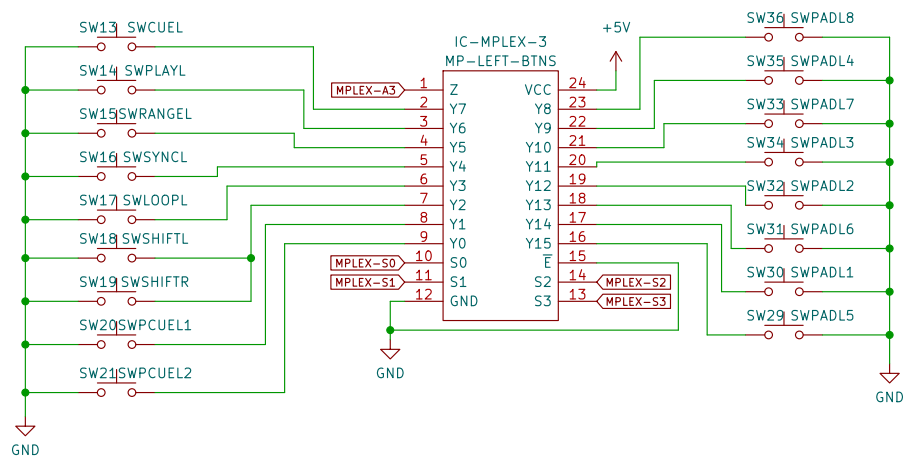 SW13 SWCUEL
SW14 SWPLAYL
SW15 SWRANGEL
SW16 SWSYNCL
SW17 SWLOOPL
SW18 SWSHIFTL
SW19 SWSHIFTR
SW20 SWPCUEL1
SW21 SWPCUEL2
GND
IC-MPLEX-3
MP-LEFT-BTNS
MPLEX-A3 1 Z
2 Y7
3 Y6
4 Y5
5 Y4
6 Y3
7 Y2
8 Y1
9 Y0
MPLEX-S0 10 S0
MPLEX-S1 11 S1
12 GND
VCC 24
Y8 23
Y9 22
Y10 21
Y11 20
Y12 19
Y13 18
Y14 17
Y15 16
E 15
S2 14 MPLEX-S2
S3 13 MPLEX-S3
GND
+5V
SW36 SWPADL8
SW35 SWPADL4
SW33 SWPADL7
SW34 SWPADL3
SW32 SWPADL2
SW31 SWPADL6
SW30 SWPADL1
SW29 SWPADL5
GND